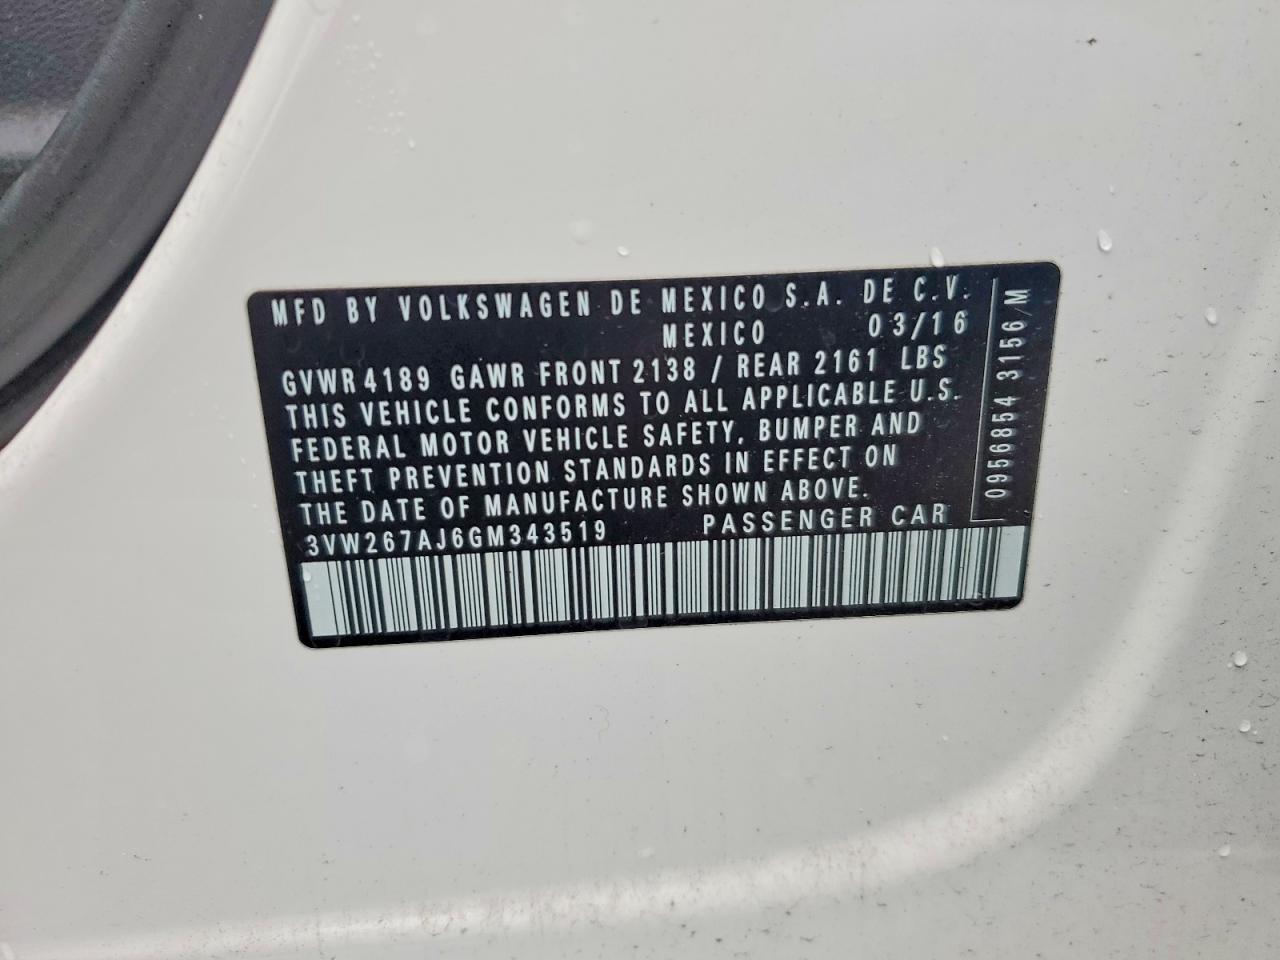 MFD BY VOLKSWAGEN DE MEXICO S.A. DE C.V.
MEXICO 03/16
GVWR 4189 GAWR FRONT 2138 / REAR 2161 LBS
THIS VEHICLE CONFORMS TO ALL APPLICABLE U.S.
FEDERAL MOTOR VEHICLE SAFETY, BUMPER AND
THEFT PREVENTION STANDARDS IN EFFECT ON
THE DATE OF MANUFACTURE SHOWN ABOVE.
3VW267AJ6GM343519 PASSENGER CAR
0956854 3156/M